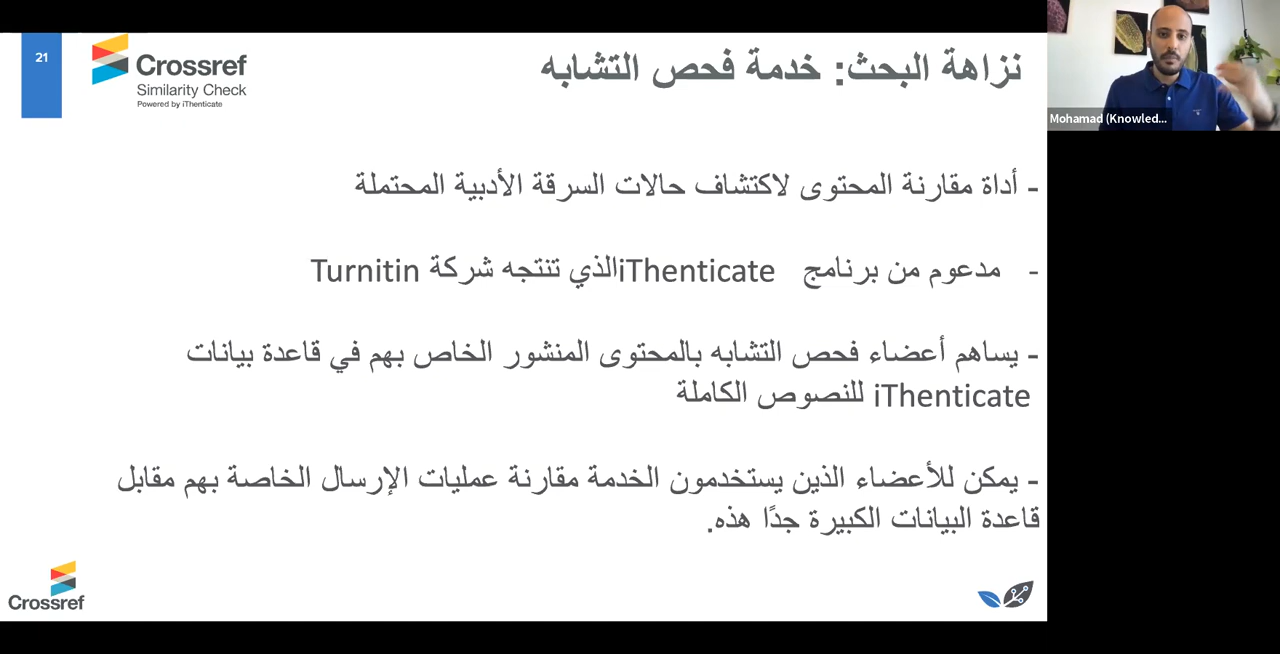 21
Crossref
Similarity Check
Powered by iThenticate
نزاهة البحث: خدمة فحص التشابه
Mohamad (Knowled...
- أداة مقارنة المحتوى لاكتشاف حالات السرقة الأدبية المحتملة
- مدعوم من برنامج iThenticate الذي تنتجه شركة Turnitin
- يساهم أعضاء فحص التشابه بالمحتوى المنشور الخاص بهم في قاعدة بيانات
iThenticate للنصوص الكاملة
- يمكن للأعضاء الذين يستخدمون الخدمة مقارنة عمليات الإرسال الخاصة بهم مقابل
قاعدة البيانات الكبيرة جدًا هذه.
Crossref